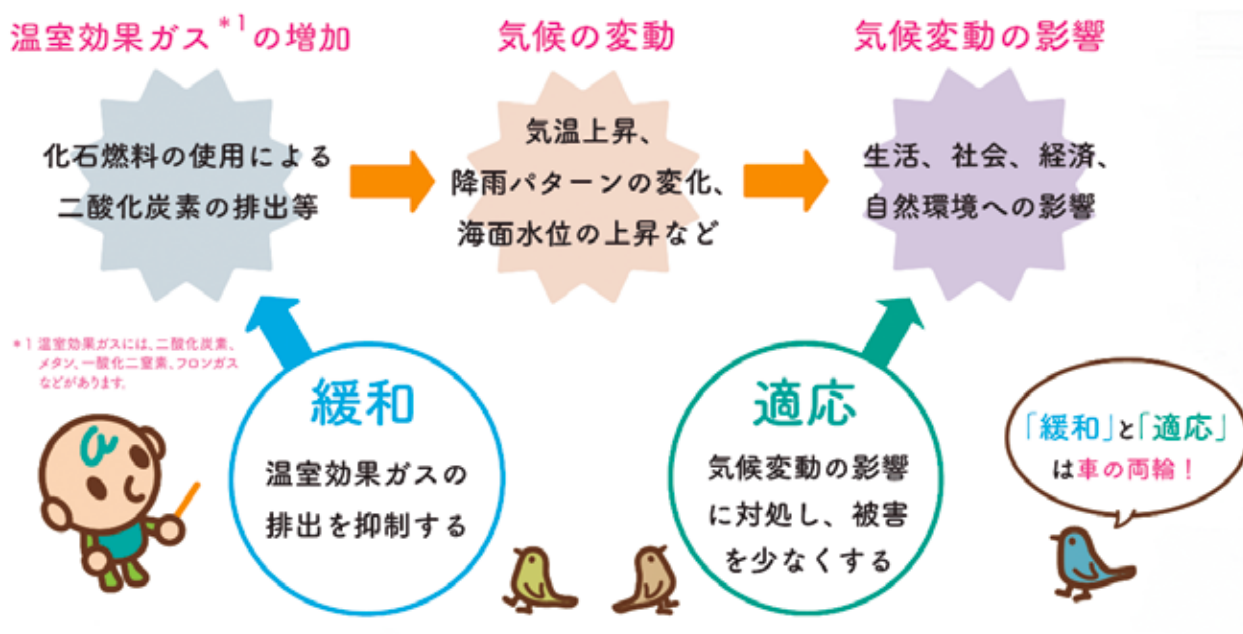 温室効果ガス*1の増加
気候の変動
気候変動の影響
化石燃料の使用による
二酸化炭素の排出等
気温上昇、
降雨パターンの変化、
海面水位の上昇など
生活、社会、経済、
自然環境への影響
*1 温室効果ガスには、二酸化炭素、
メタン、一酸化二窒素、フロンガス
などがあります。
緩和
温室効果ガスの
排出を抑制する
適応
気候変動の影響
に対処し、被害
を少なくする
「緩和」と「適応」
は車の両輪！